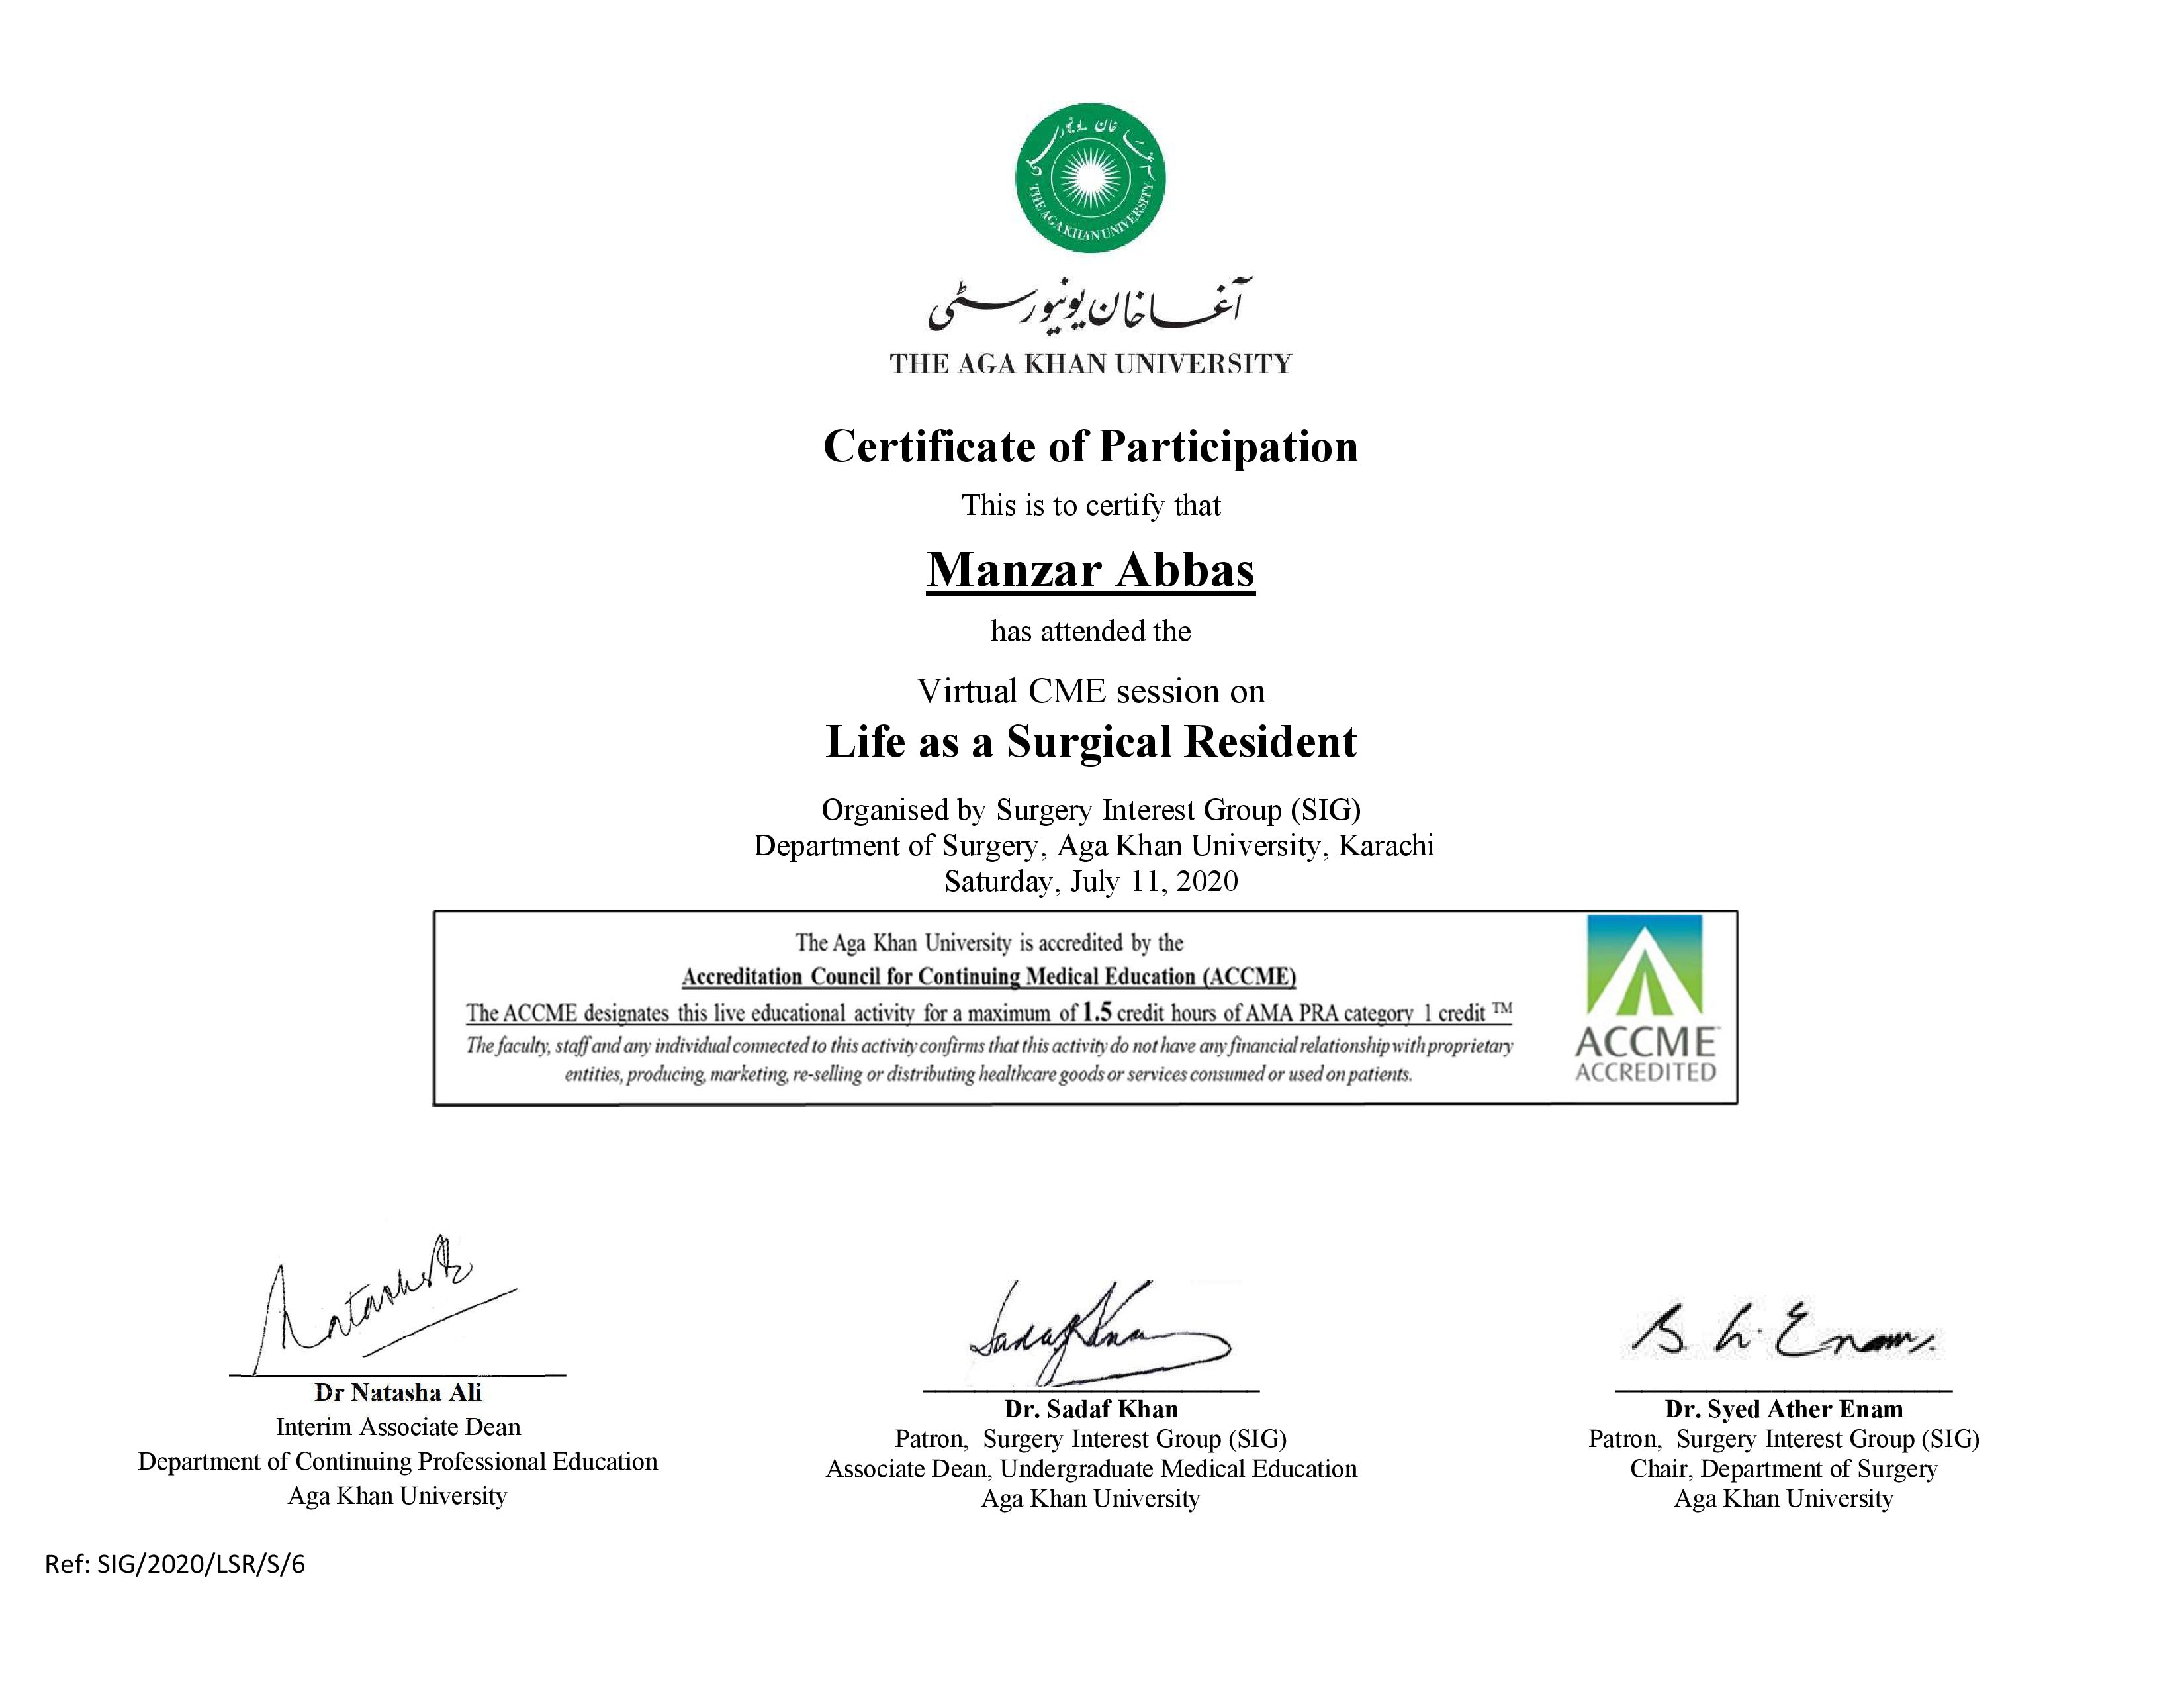 THE AGA KHAN UNIVERSITY
آغا خان یونیورسٹی
THE AGA KHAN UNIVERSITY
Certificate of Participation
This is to certify that
Manzar Abbas
has attended the
Virtual CME session on
Life as a Surgical Resident
Organised by Surgery Interest Group (SIG)
Department of Surgery, Aga Khan University, Karachi
Saturday, July 11, 2020
The Aga Khan University is accredited by the
Accreditation Council for Continuing Medical Education (ACCME)
The ACCME designates this live educational activity for a maximum of 1.5 credit hours of AMA PRA category 1 credit ™
The faculty, staff and any individual connected to this activity confirms that this activity do not have any financial relationship with proprietary
entities, producing, marketing, re-selling or distributing healthcare goods or services consumed or used on patients.
ACCME
ACCREDITED
Natasha
Sadaf Khan
S. A. Enam.
Dr Natasha Ali
Interim Associate Dean
Department of Continuing Professional Education
Aga Khan University
Dr. Sadaf Khan
Patron, Surgery Interest Group (SIG)
Associate Dean, Undergraduate Medical Education
Aga Khan University
Dr. Syed Ather Enam
Patron, Surgery Interest Group (SIG)
Chair, Department of Surgery
Aga Khan University
Ref: SIG/2020/LSR/S/6